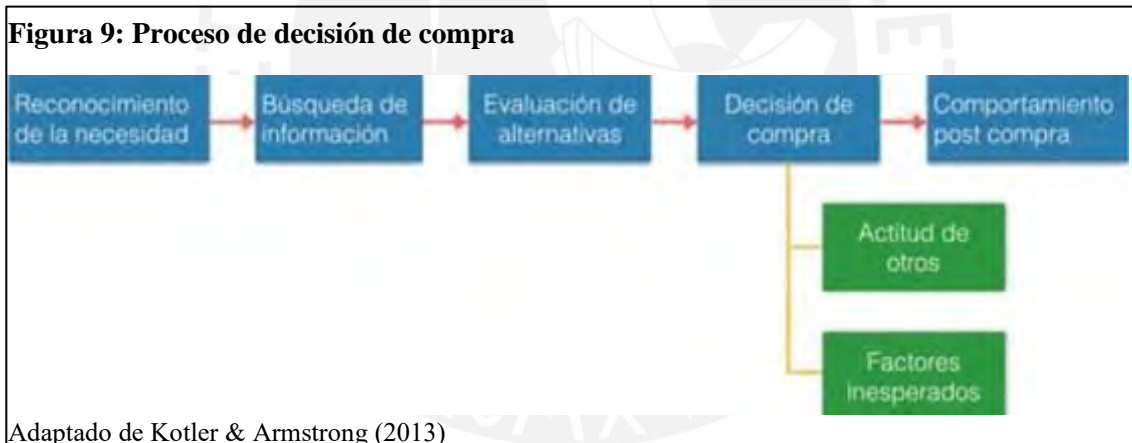 Figura 9: Proceso de decisión de compra
Reconocimiento
de la necesidad
Búsqueda de
información
Evaluación de
alternativas
Decisión de
compra
Comportamiento
post compra
Actitud de
otros
Factores
inesperados
Adaptado de Kotler & Armstrong (2013)